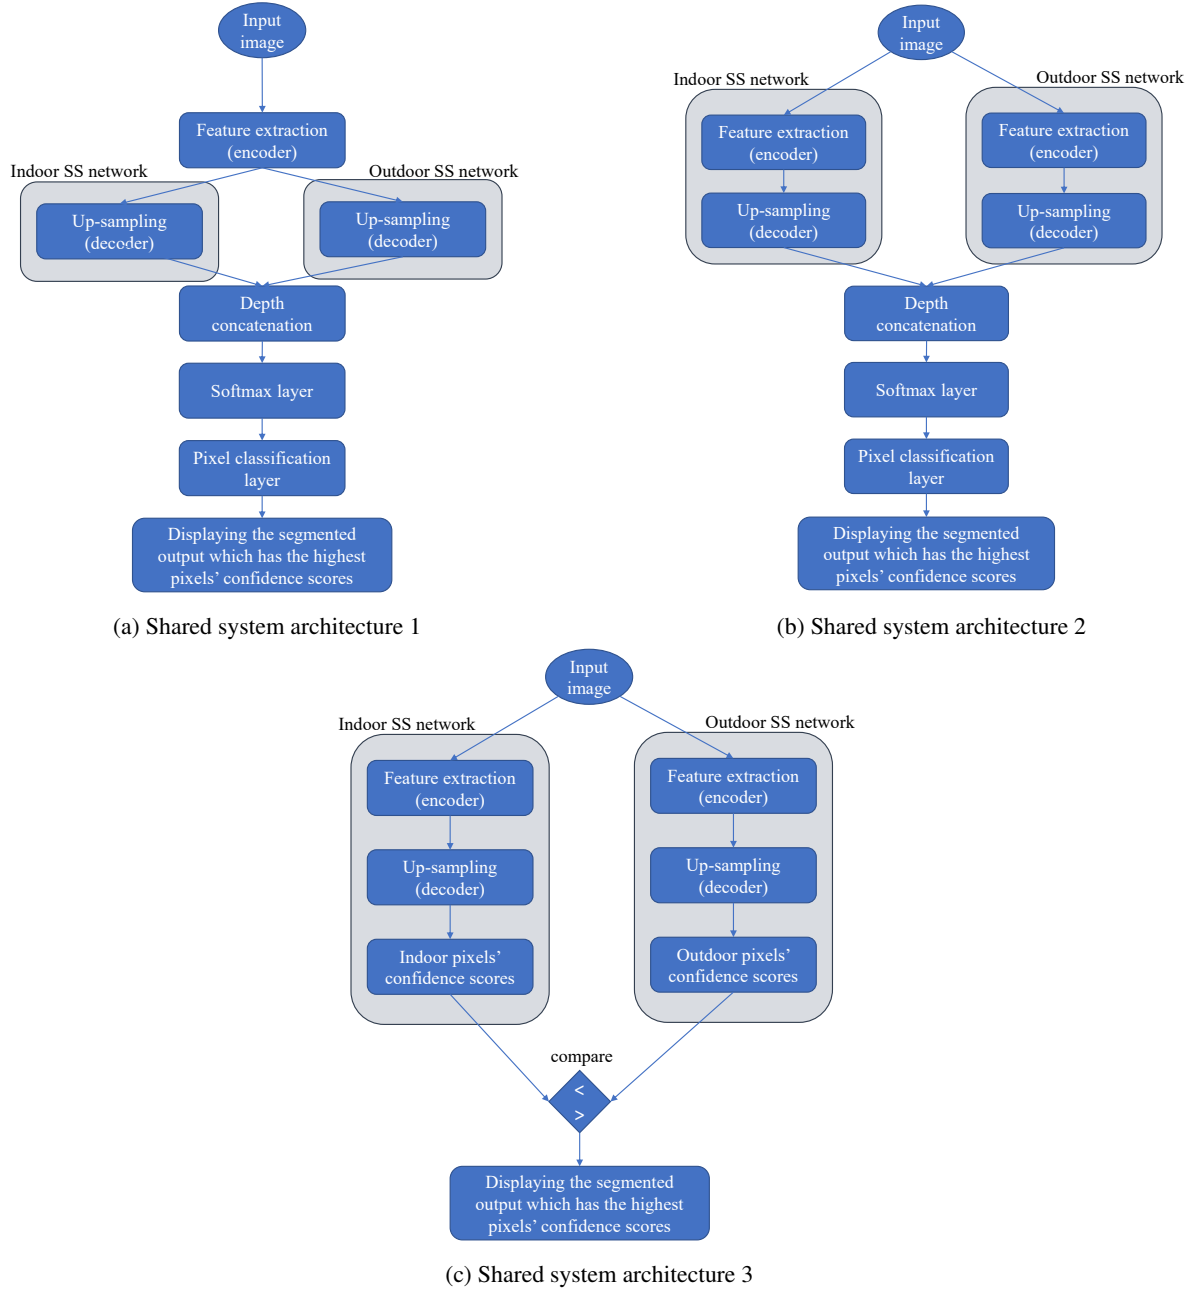 Input
image
Feature extraction
(encoder)
Indoor SS network
Outdoor SS network
Up-sampling
(decoder)
Up-sampling
(decoder)
Depth
concatenation
Softmax layer
Pixel classification
layer
Displaying the segmented
output which has the highest
pixels’ confidence scores
(a) Shared system architecture 1
Input
image
Indoor SS network
Outdoor SS network
Feature extraction
(encoder)
Up-sampling
(decoder)
Feature extraction
(encoder)
Up-sampling
(decoder)
Depth
concatenation
Softmax layer
Pixel classification
layer
Displaying the segmented
output which has the highest
pixels’ confidence scores
(b) Shared system architecture 2
Input
image
Indoor SS network
Outdoor SS network
Feature extraction
(encoder)
Up-sampling
(decoder)
Indoor pixels’
confidence scores
Feature extraction
(encoder)
Up-sampling
(decoder)
Outdoor pixels’
confidence scores
compare
<
>
Displaying the segmented
output which has the highest
pixels’ confidence scores
(c) Shared system architecture 3